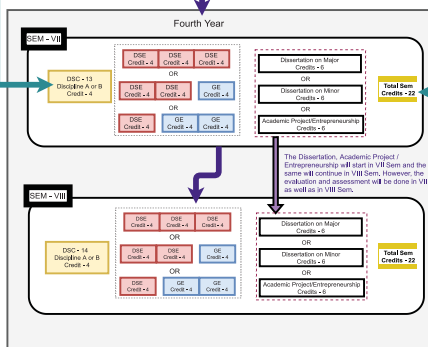 Fourth Year
SEM - VII
DSC - 13
Discipline A or B
Credit - 4
DSE
Credit - 4
DSE
Credit - 4
DSE
Credit - 4
OR
DSE
Credit - 4
DSE
Credit - 4
GE
Credit - 4
OR
DSE
Credit - 4
GE
Credit - 4
GE
Credit - 4
Dissertation on Major
Credits - 6
OR
Dissertation on Minor
Credits - 6
OR
Academic Project/Entrepreneurship
Credits - 6
Total Sem
Credits - 22
The Dissertation, Academic Project /
Entrepreneurship will start in VII Sem and the
same will continue in VIII Sem. However, the
evaluation and assessment will be done in VII
as well as in VIII Sem.
SEM - VIII
DSC - 14
Discipline A or B
Credit - 4
DSE
Credit - 4
DSE
Credit - 4
DSE
Credit - 4
OR
DSE
Credit - 4
DSE
Credit - 4
GE
Credit - 4
OR
DSE
Credit - 4
GE
Credit - 4
GE
Credit - 4
Dissertation on Major
Credits - 6
OR
Dissertation on Minor
Credits - 6
OR
Academic Project/Entrepreneurship
Credits - 6
Total Sem
Credits - 22